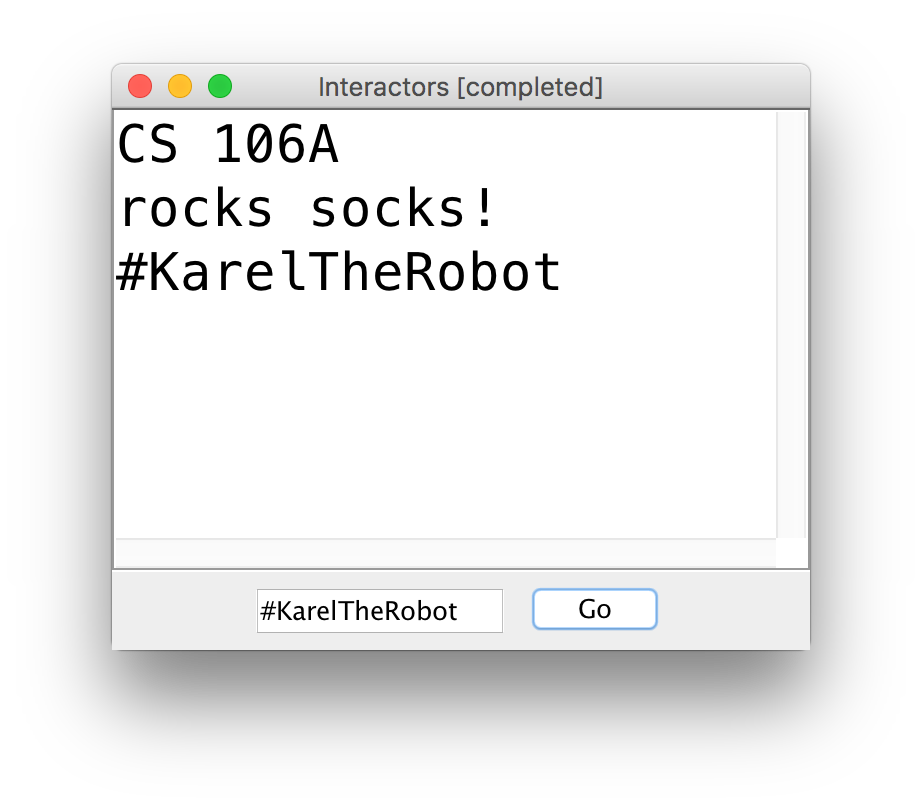 Interactors [completed]
CS 106A
rocks socks!
#KarelTheRobot
#KarelTheRobot
Go